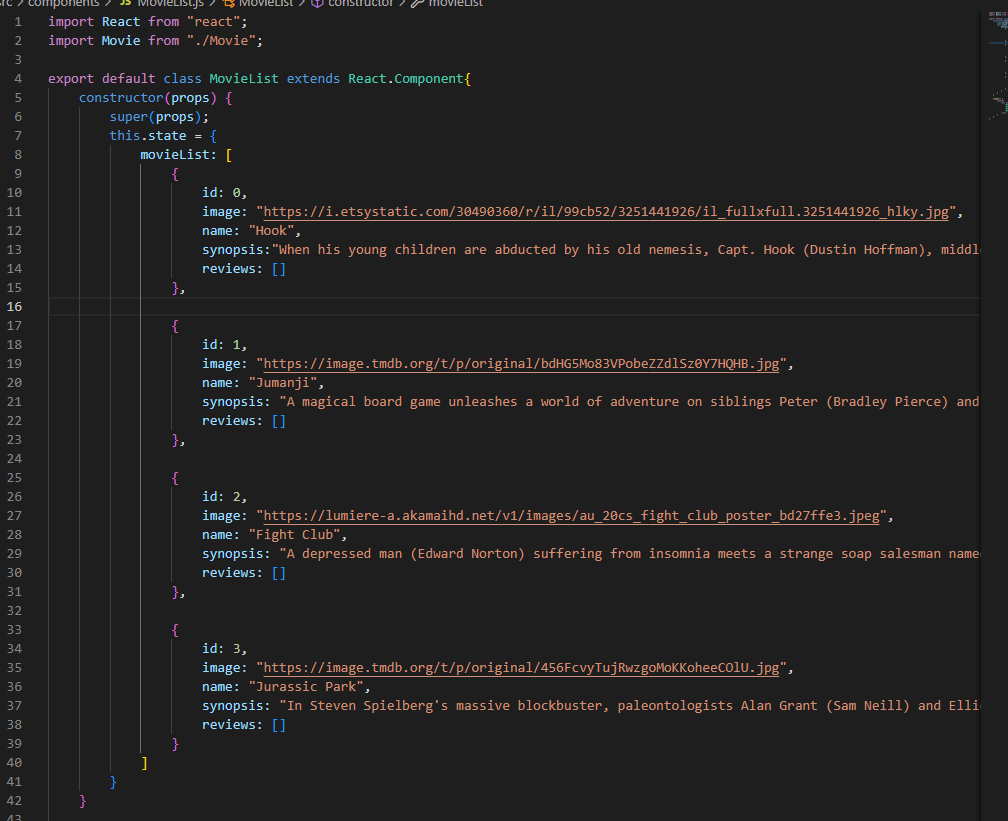 src > components > JS MovieList.js > MovieList > constructor > movieList
1 import React from "react";
2 import Movie from "./Movie";
3
4 export default class MovieList extends React.Component{
5 constructor(props) {
6 super(props);
7 this.state = {
8 movieList: [
9 {
10 id: 0,
11 image: "https://i.etsystatic.com/30490360/r/il/99cb52/3251441926/il_fullxfull.3251441926_hlky.jpg",
12 name: "Hook",
13 synopsis:"When his young children are abducted by his old nemesis, Capt. Hook (Dustin Hoffman), middl
14 reviews: []
15 },
16
17 {
18 id: 1,
19 image: "https://image.tmdb.org/t/p/original/bdHG5Mo83VPobeZZdlSz0Y7HQHB.jpg",
20 name: "Jumanji",
21 synopsis: "A magical board game unleashes a world of adventure on siblings Peter (Bradley Pierce) and
22 reviews: []
23 },
24
25 {
26 id: 2,
27 image: "https://lumiere-a.akamaihd.net/v1/images/au_20cs_fight_club_poster_bd27ffe3.jpeg",
28 name: "Fight Club",
29 synopsis: "A depressed man (Edward Norton) suffering from insomnia meets a strange soap salesman name
30 reviews: []
31 },
32
33 {
34 id: 3,
35 image: "https://image.tmdb.org/t/p/original/456FcvyTujRwzgoMoKKoheeCOlU.jpg",
36 name: "Jurassic Park",
37 synopsis: "In Steven Spielberg's massive blockbuster, paleontologists Alan Grant (Sam Neill) and Elli
38 reviews: []
39 }
40 ]
41 }
42 }
43